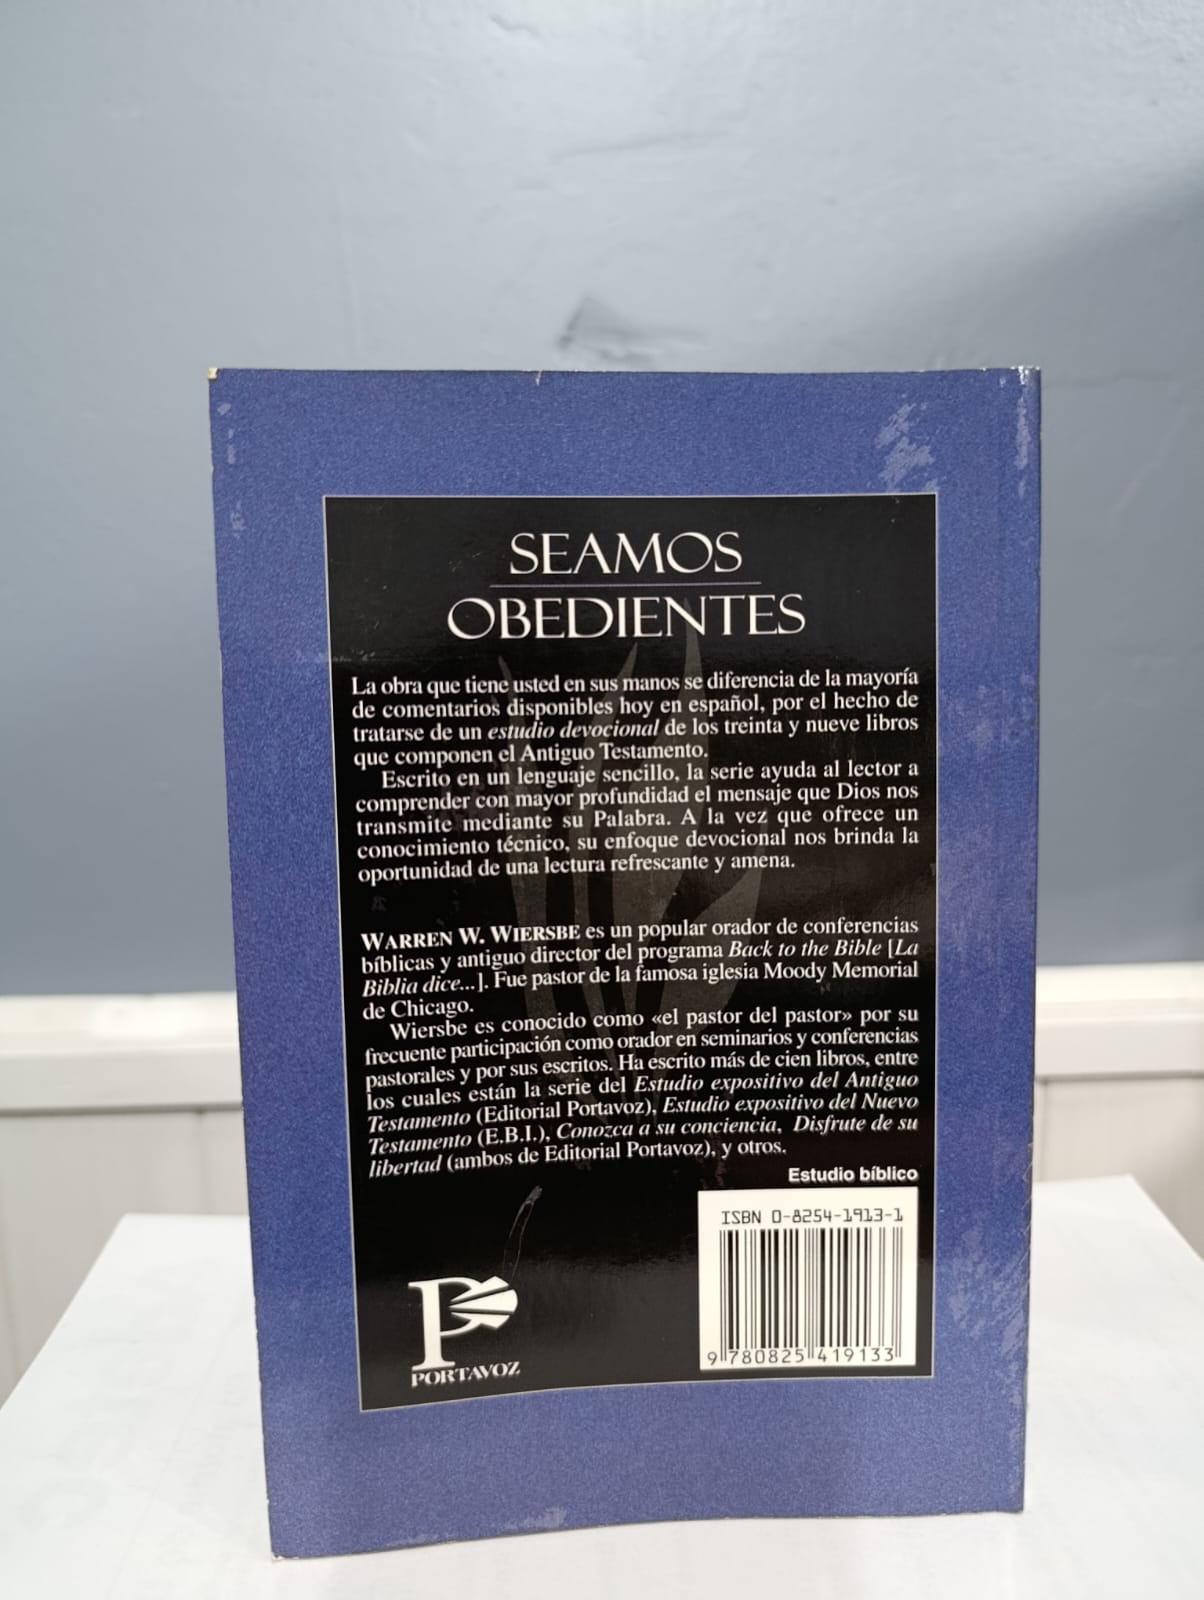 SEAMOS
OBEDIENTES
La obra que tiene usted en sus manos se diferencia de la mayoría
de comentarios disponibles hoy en español, por el hecho de
tratarse de un estudio devocional de los treinta y nueve libros
que componen el Antiguo Testamento.
Escrito en un lenguaje sencillo, la serie ayuda al lector a
comprender con mayor profundidad el mensaje que Dios nos
transmite mediante su Palabra. A la vez que ofrece un
conocimiento técnico, su enfoque devocional nos brinda la
oportunidad de una lectura refrescante y amena.
WARREN W. WIERSBE es un popular orador de conferencias
bíblicas y antiguo director del programa Back to the Bible [La
Biblia dice...]. Fue pastor de la famosa iglesia Moody Memorial
de Chicago.
Wiersbe es conocido como «el pastor del pastor» por su
frecuente participación como orador en seminarios y conferencias
pastorales y por sus escritos. Ha escrito más de cien libros, entre
los cuales están la serie del Estudio expositivo del Antiguo
Testamento (Editorial Portavoz), Estudio expositivo del Nuevo
Testamento (E.B.I.), Conozca a su conciencia, Disfrute de su
libertad (ambos de Editorial Portavoz), y otros.
Estudio bíblico
ISBN 0-8254-1913-1
9 780825 419133
PORTAVOZ